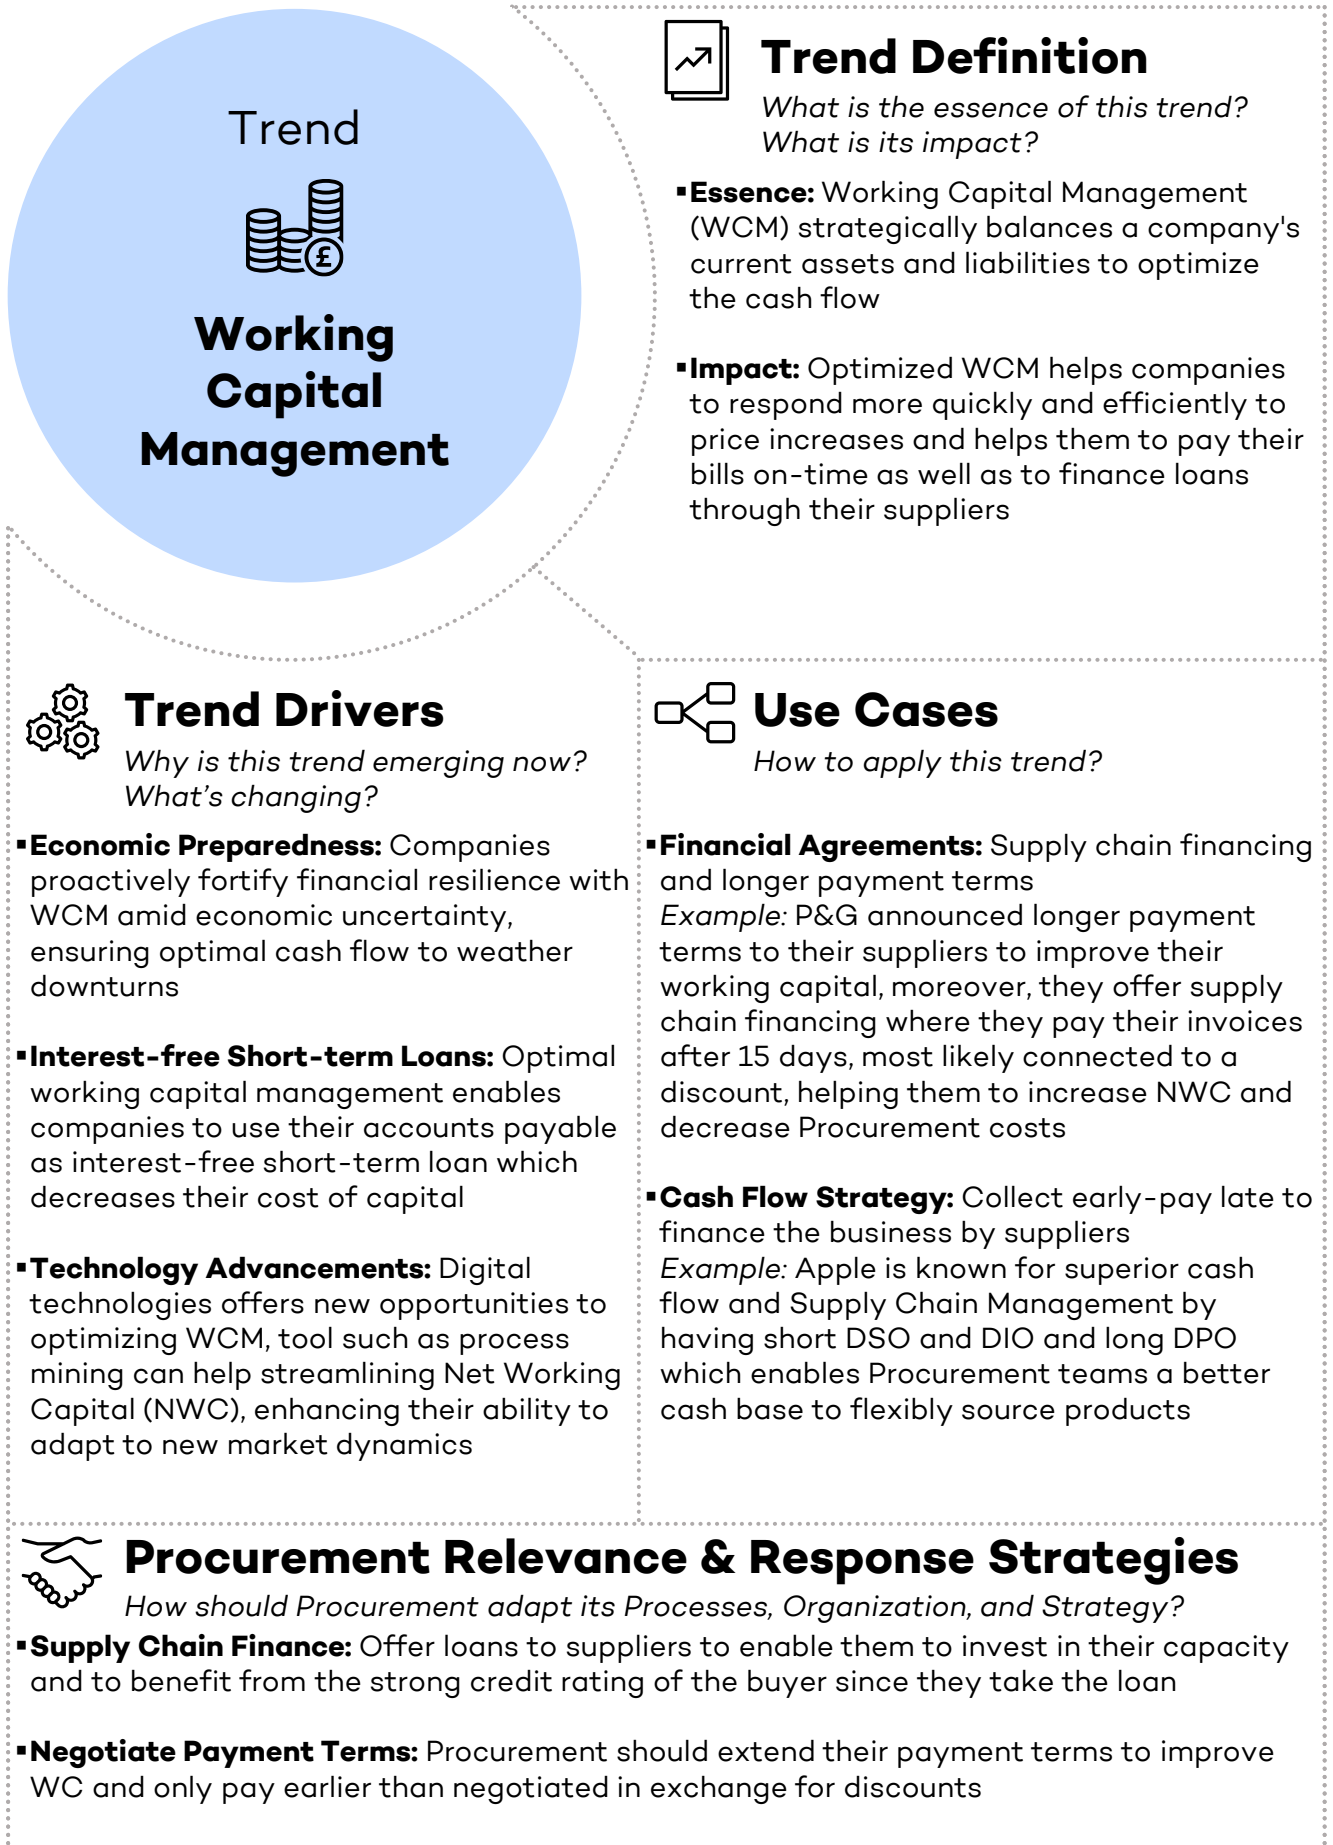 Trend
£
Working
Capital
Management
Trend Definition
What is the essence of this trend?
What is its impact?
▪Essence: Working Capital Management
(WCM) strategically balances a company's
current assets and liabilities to optimize
the cash flow
▪Impact: Optimized WCM helps companies
to respond more quickly and efficiently to
price increases and helps them to pay their
bills on-time as well as to finance loans
through their suppliers
Trend Drivers
Why is this trend emerging now?
What’s changing?
▪Economic Preparedness: Companies
proactively fortify financial resilience with
WCM amid economic uncertainty,
ensuring optimal cash flow to weather
downturns
▪Interest-free Short-term Loans: Optimal
working capital management enables
companies to use their accounts payable
as interest-free short-term loan which
decreases their cost of capital
▪Technology Advancements: Digital
technologies offers new opportunities to
optimizing WCM, tool such as process
mining can help streamlining Net Working
Capital (NWC), enhancing their ability to
adapt to new market dynamics
Use Cases
How to apply this trend?
▪Financial Agreements: Supply chain financing
and longer payment terms
Example: P&G announced longer payment
terms to their suppliers to improve their
working capital, moreover, they offer supply
chain financing where they pay their invoices
after 15 days, most likely connected to a
discount, helping them to increase NWC and
decrease Procurement costs
▪Cash Flow Strategy: Collect early-pay late to
finance the business by suppliers
Example: Apple is known for superior cash
flow and Supply Chain Management by
having short DSO and DIO and long DPO
which enables Procurement teams a better
cash base to flexibly source products
Procurement Relevance & Response Strategies
How should Procurement adapt its Processes, Organization, and Strategy?
▪Supply Chain Finance: Offer loans to suppliers to enable them to invest in their capacity
and to benefit from the strong credit rating of the buyer since they take the loan
▪Negotiate Payment Terms: Procurement should extend their payment terms to improve
WC and only pay earlier than negotiated in exchange for discounts